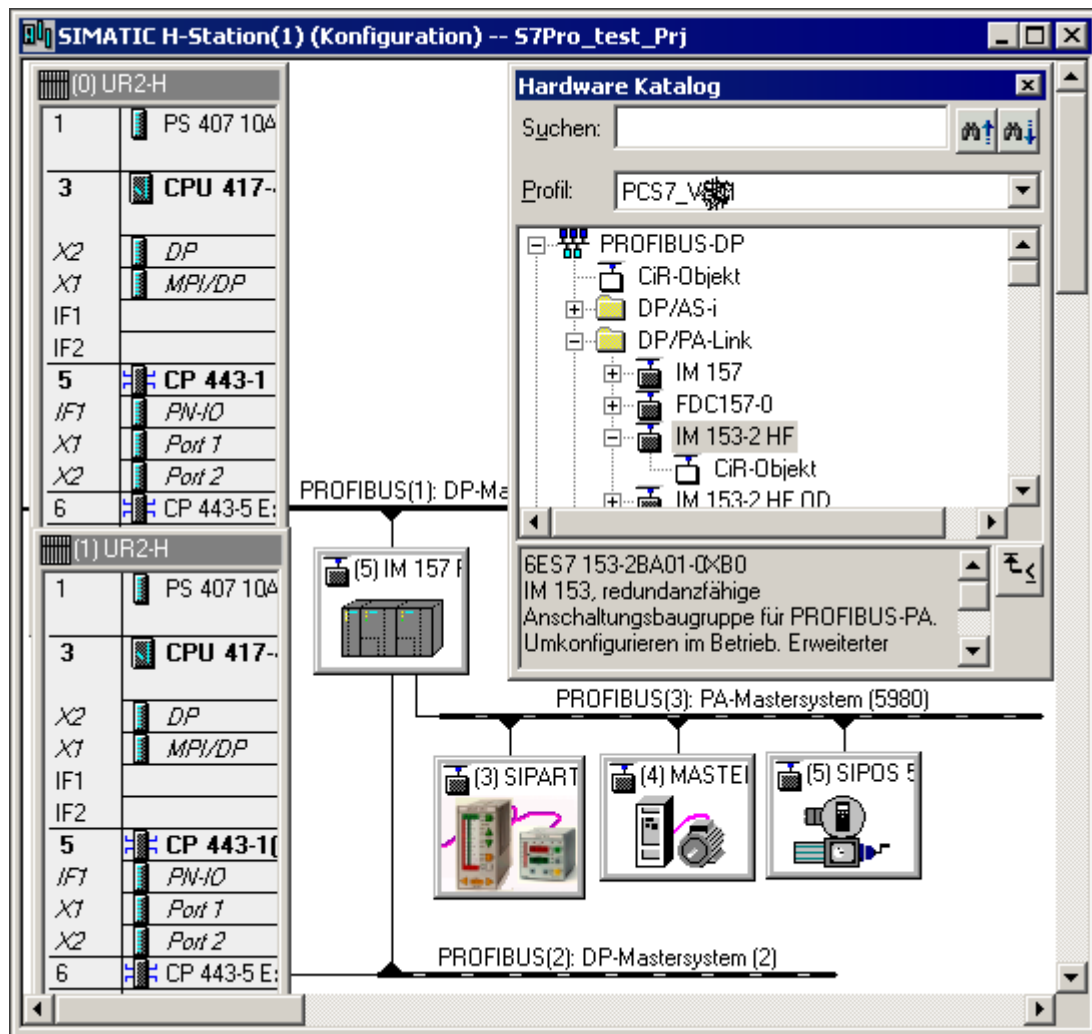 SIMATIC H-Station(1) (Konfiguration) -- S7Pro_test_Prj
(0) UR2-H
1 PS 407 10A
3 CPU 417-
X2 DP
X1 MPI/DP
IF1
IF2
5 CP 443-1
IF1 PN-IO
X1 Port 1
X2 Port 2
6 CP 443-5 E
(1) UR2-H
1 PS 407 10A
3 CPU 417-
X2 DP
X1 MPI/DP
IF1
IF2
5 CP 443-1(
IF1 PN-IO
X1 Port 1
X2 Port 2
6 CP 443-5 E
Hardware Katalog
Suchen:
Profil: 
PROFIBUS-DP
CiR-Objekt
DP/AS-i
DP/PA-Link
IM 157
FDC157-0
IM 153-2 HF
CiR-Objekt
IM 153-2 HF OD
6ES7 153-2BA01-0XB0
IM 153, redundanzfähige
Anschaltungsbaugruppe für PROFIBUS-PA.
Umkonfigurieren im Betrieb. Erweiterter
PROFIBUS(1): DP-Ma
(5) IM 157
PROFIBUS(3): PA-Mastersystem (5980)
(3) SIPART
(4) MASTE
(5) SIPOS 5
PROFIBUS(2): DP-Mastersystem (2)